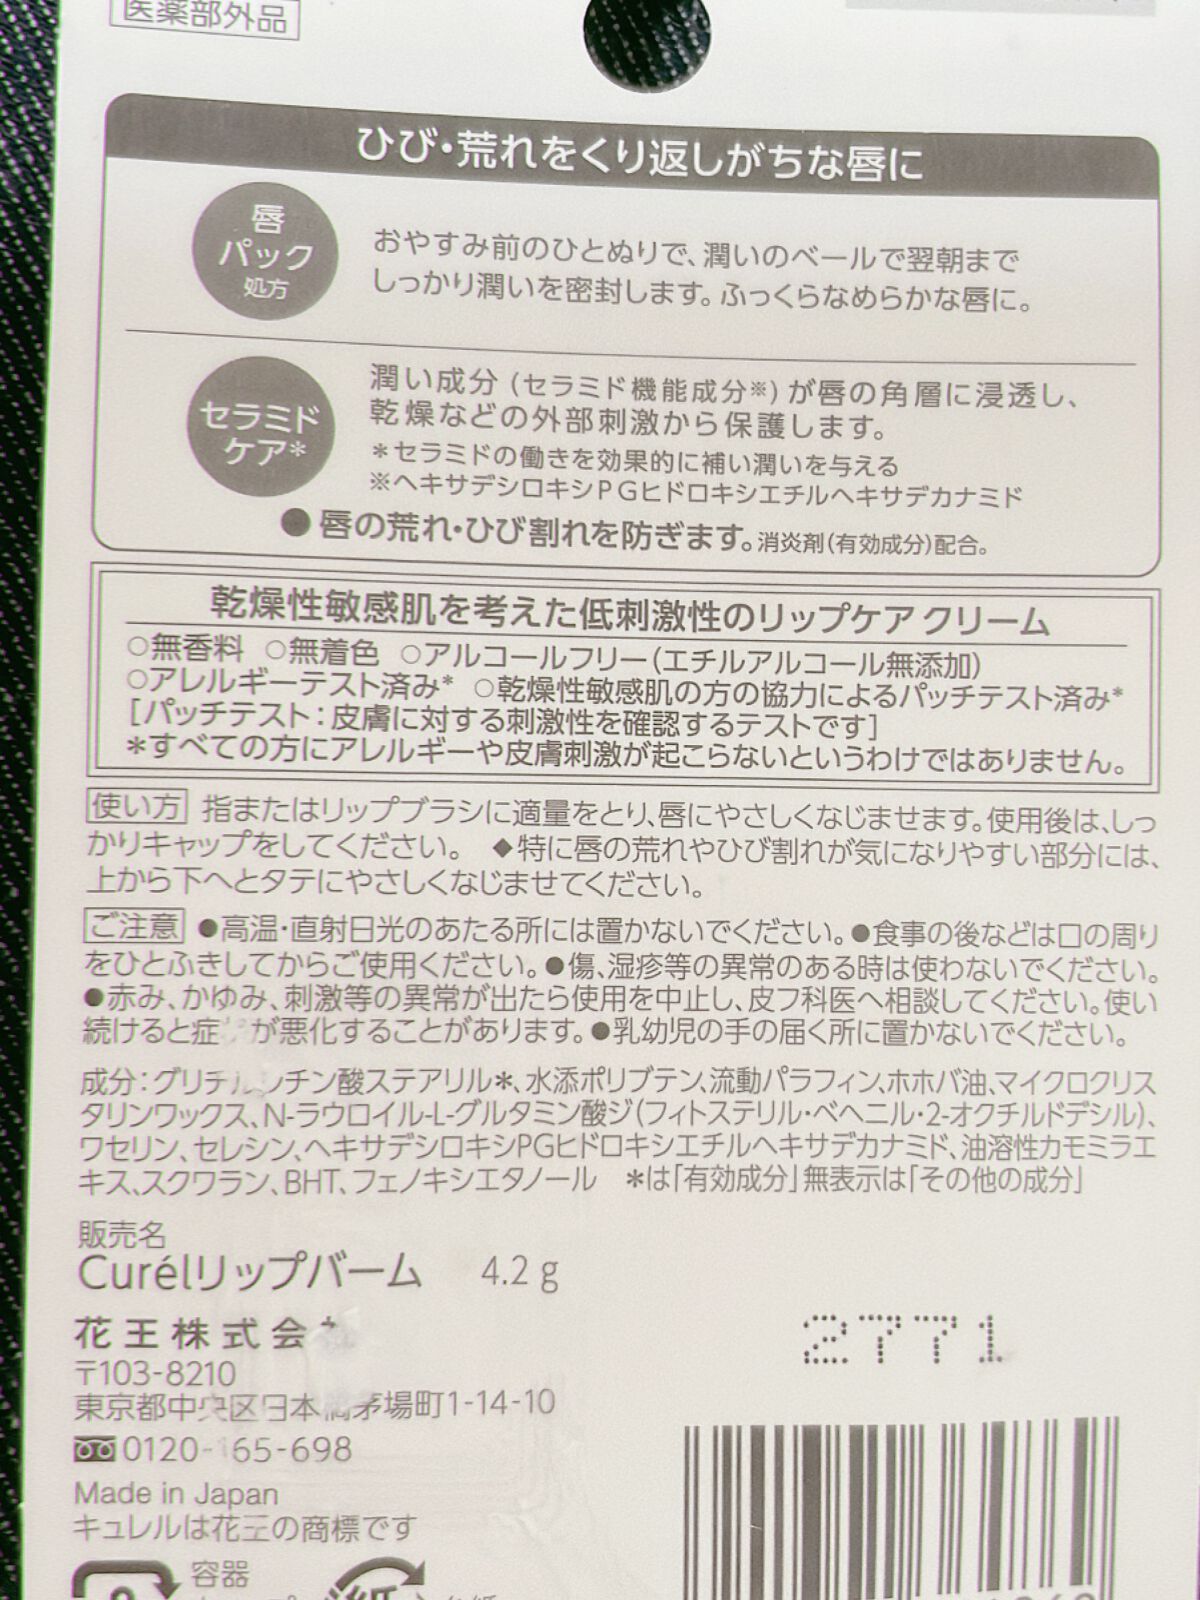 医薬部外品
ひび・荒れをくり返しがちな唇に
唇
パック
処方
おやすみ前のひとぬりで、潤いのベールで翌朝まで
しっかり潤いを密封します。ふっくらなめらかな唇に。
セラミド
ケア*
潤い成分(セラミド機能成分※)が唇の角層に浸透し、
乾燥などの外部刺激から保護します。
*セラミドの働きを効果的に補い潤いを与える
※ヘキサデシロキシPGヒドロキシエチルヘキサデカナミド
●唇の荒れ・ひび割れを防ぎます。消炎剤(有効成分)配合。
乾燥性敏感肌を考えた低刺激性のリップケア クリーム
○無香料 ○無着色 ○アルコールフリー(エチルアルコール無添加)
○アレルギーテスト済み* ○乾燥性敏感肌の方の協力によるパッチテスト済み*
[パッチテスト:皮膚に対する刺激性を確認するテストです]
*すべての方にアレルギーや皮膚刺激が起こらないというわけではありません。
使い方 指またはリップブラシに適量をとり、唇にやさしくなじませます。使用後は、しっ
かりキャップをしてください。 ◆特に唇の荒れやひび割れが気になりやすい部分には、
上から下へとタテにやさしくなじませてください。
ご注意 ●高温・直射日光のあたる所には置かないでください。●食事の後などは口の周り
をひとふきしてからご使用ください。●傷、湿疹等の異常のある時は使わないでください。
●赤み、かゆみ、刺激等の異常が出たら使用を中止し、皮フ科医へ相談してください。使い
続けると症 が悪化することがあります。●乳幼児の手の届く所に置かないでください。
成分:グリチルレチン酸ステアリル*、水添ポリブテン、流動パラフィン、ホホバ油、マイクロクリス
タリンワックス、N-ラウロイル-L-グルタミン酸ジ(フィトステリル・ベヘニル・2-オクチルドデシル)、
ワセリン、セレシン、ヘキサデシロキシPGヒドロキシエチルヘキサデカナミド、油溶性カモミラエ
キス、スクワラン、BHT、フェノキシエタノール *は「有効成分」無表示は「その他の成分」
販売名
Curélリップバーム 4.2 g
花王株式会
2771
〒103-8210
東京都中央区日本橋茅場町1-14-10
0120-165-698
Made in Japan
キュレルは花王の商標です
容器
紙